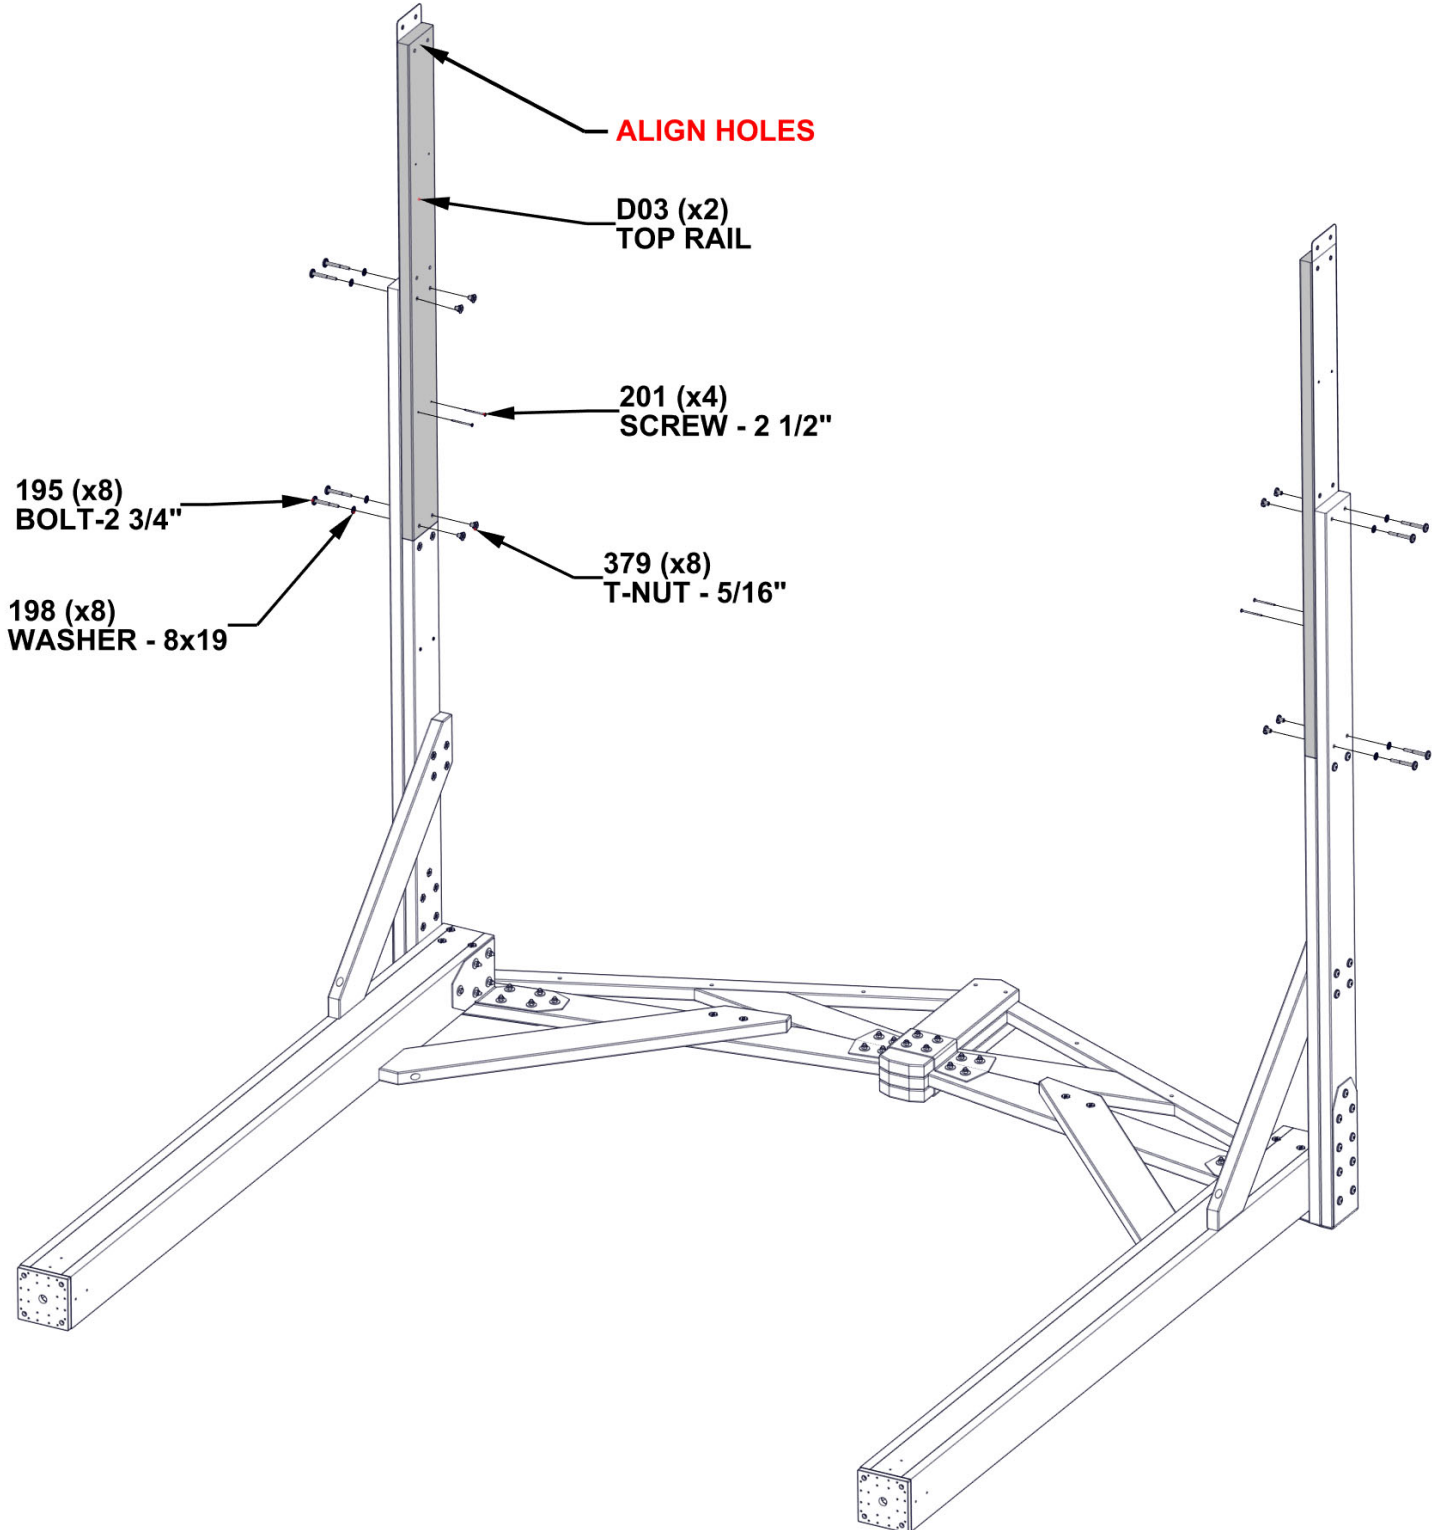 ALIGN HOLES
D03 (x2)
TOP RAIL
201 (x4)
SCREW - 2 1/2"
195 (x8)
BOLT-2 3/4"
379 (x8)
T-NUT - 5/16"
198 (x8)
WASHER - 8x19